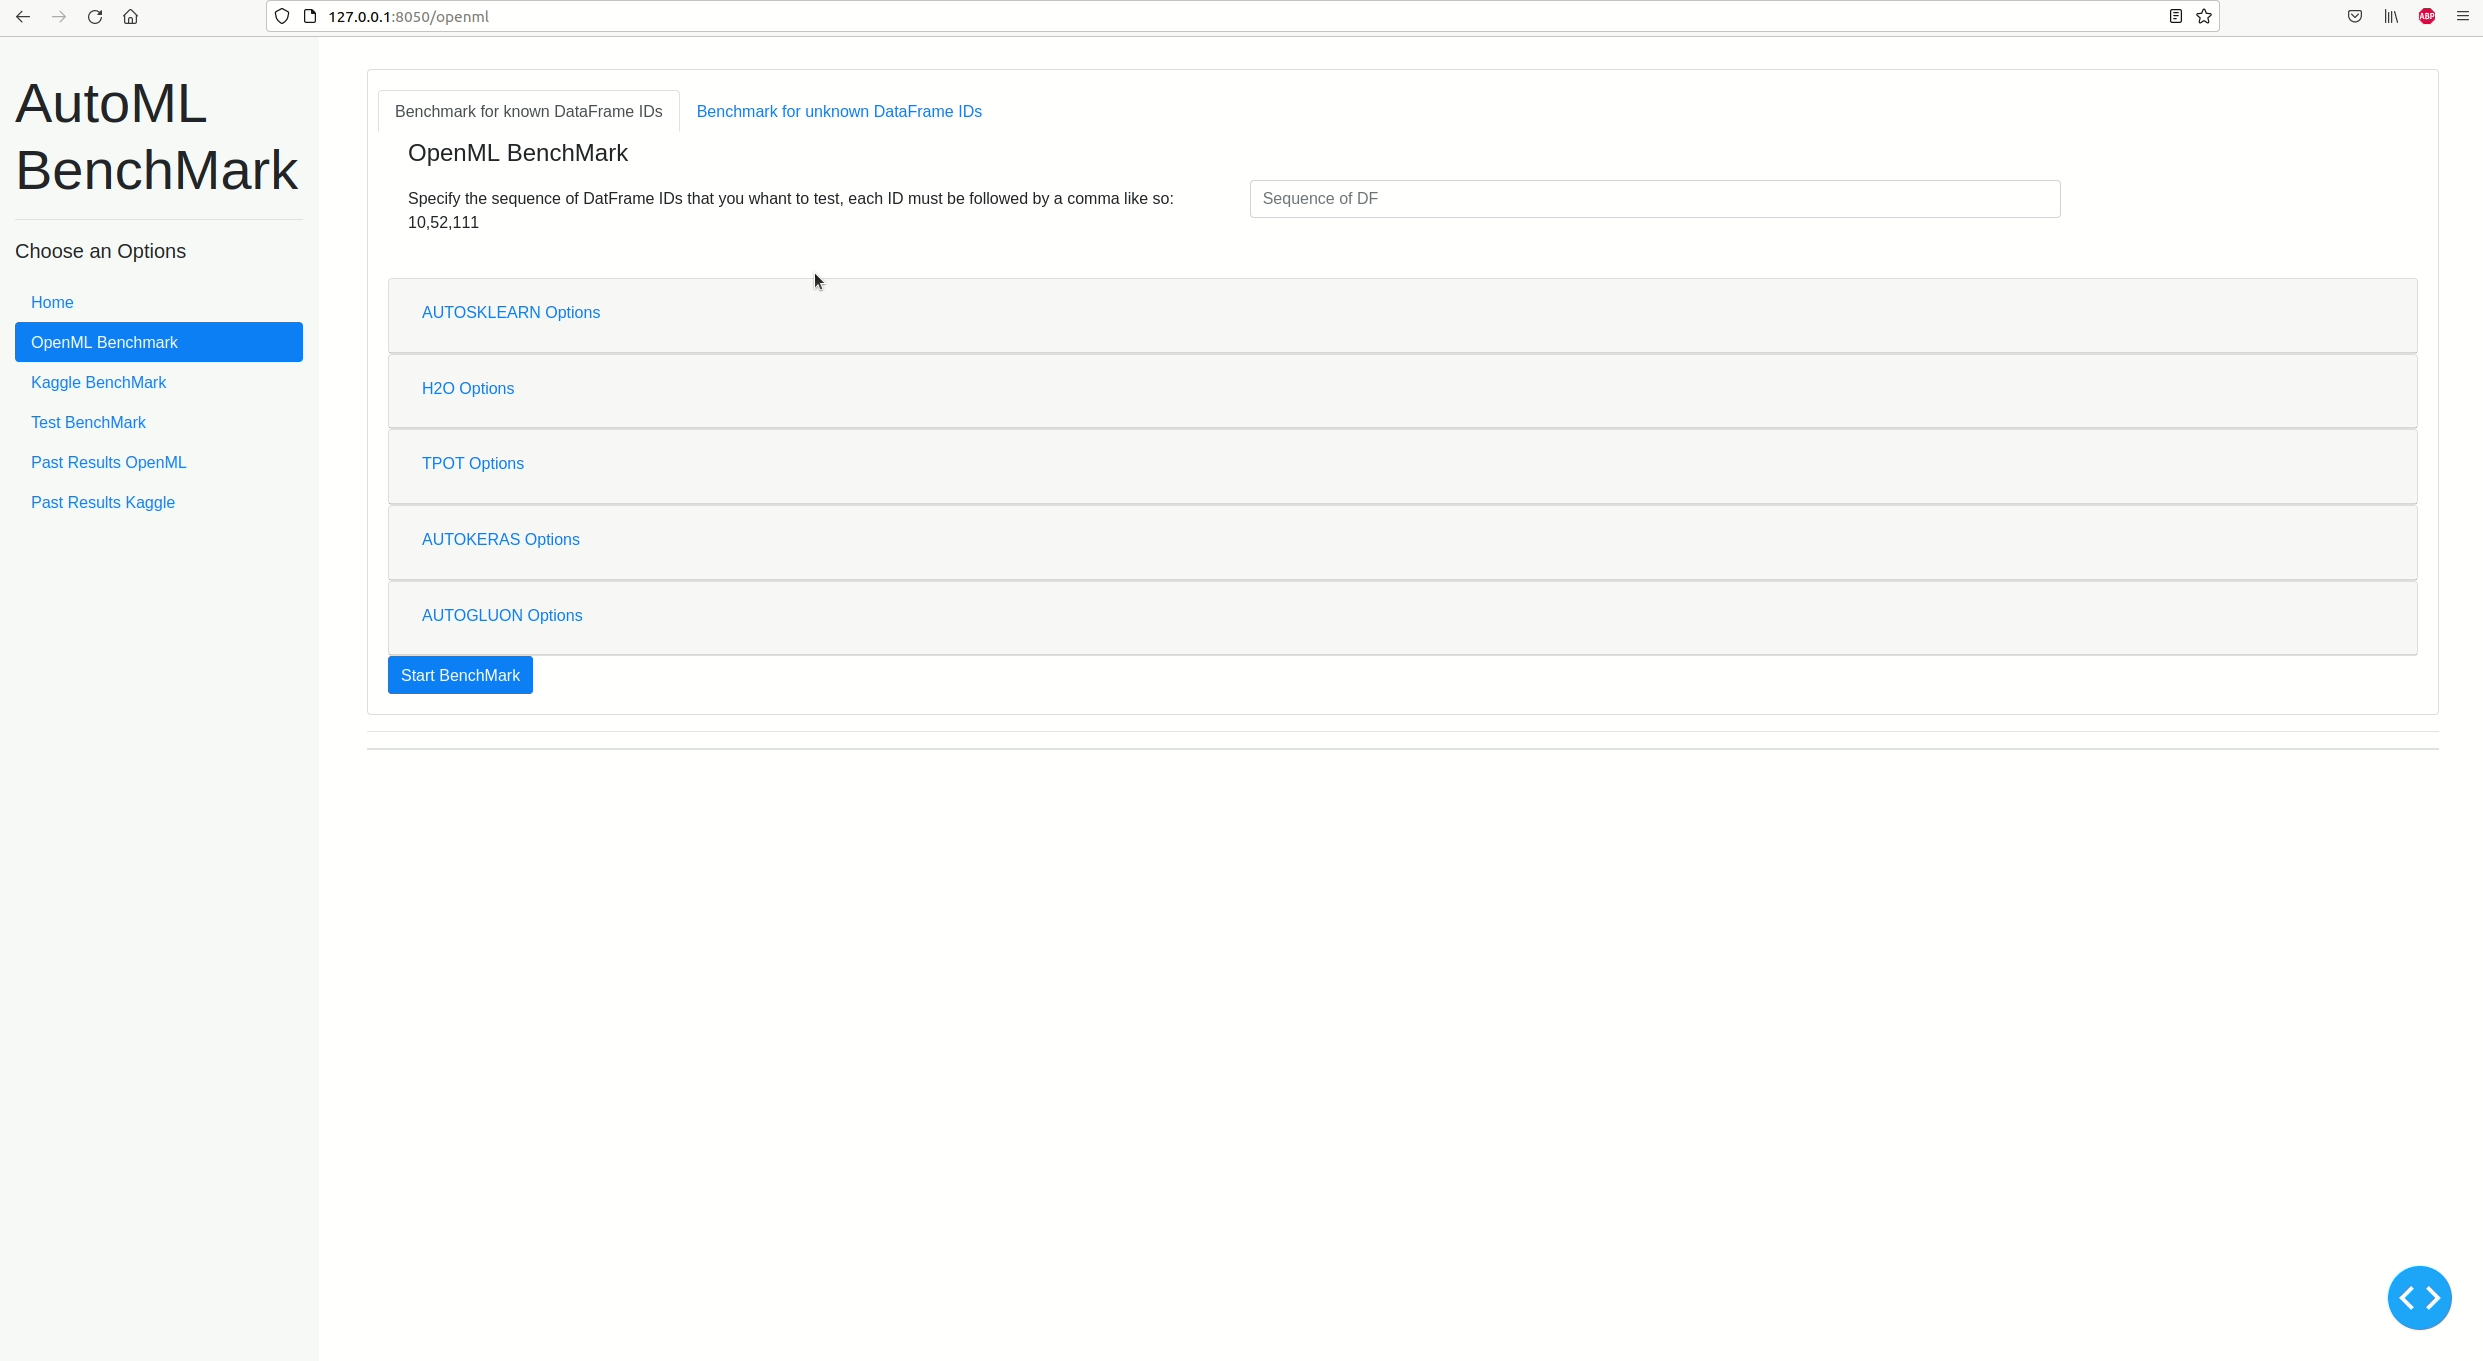 127.0.0.1:8050/openml
ABP
AutoML
BenchMark
Choose an Options
Home
OpenML Benchmark
Kaggle BenchMark
Test BenchMark
Past Results OpenML
Past Results Kaggle
Benchmark for known DataFrame IDs
Benchmark for unknown DataFrame IDs
OpenML BenchMark
Specify the sequence of DatFrame IDs that you whant to test, each ID must be followed by a comma like so:
10,52,111
Sequence of DF
AUTOSKLEARN Options
H2O Options
TPOT Options
AUTOKERAS Options
AUTOGLUON Options
Start BenchMark